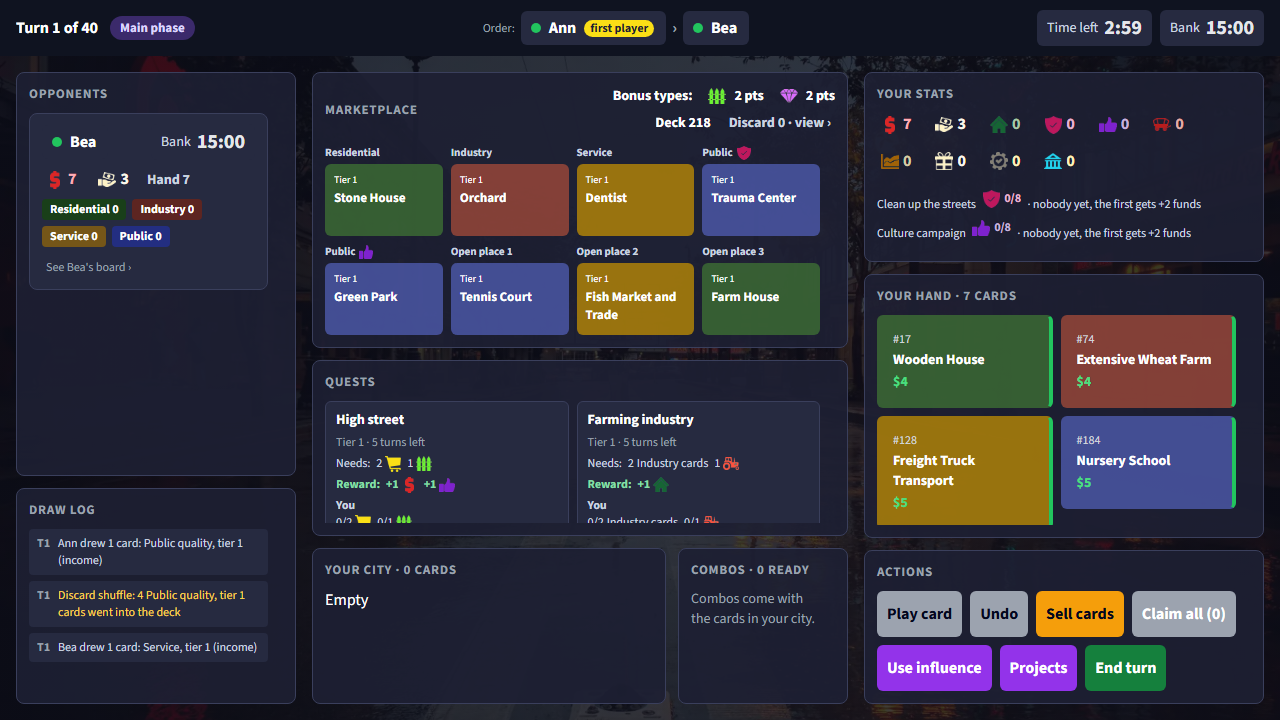 Turn 1 of 40 Main phase
Order: Ann first player › Bea
Time left 2:59 Bank 15:00
OPPONENTS
Bea Bank 15:00
7 3 Hand 7
Residential 0 Industry 0
Service 0 Public 0
See Bea's board ›
DRAW LOG
T1 Ann drew 1 card: Public quality, tier 1
(income)
T1 Discard shuffle: 4 Public quality, tier 1
cards went into the deck
T1 Bea drew 1 card: Service, tier 1 (income)
MARKETPLACE
Bonus types: 2 pts 2 pts
Deck 218 Discard 0 · view ›
Residential Industry Service Public
Tier 1 Tier 1 Tier 1 Tier 1
Stone House Orchard Dentist Trauma Center
Public Open place 1 Open place 2 Open place 3
Tier 1 Tier 1 Tier 1 Tier 1
Green Park Tennis Court Fish Market and Farm House
Trade
QUESTS
High street
Tier 1 · 5 turns left
Needs: 2 1
Reward: +1 +1
You
0/2 0/1
Farming industry
Tier 1 · 5 turns left
Needs: 2 Industry cards 1
Reward: +1
You
0/2 Industry cards 0/1
YOUR CITY · 0 CARDS
Empty
COMBOS · 0 READY
Combos come with
the cards in your city.
YOUR STATS
7 3 0 0 0 0
0 0 0 0
Clean up the streets 0/8 · nobody yet, the first gets +2 yours
Culture campaign 0/8 · nobody yet, the first gets +2 yours
YOUR HAND · 7 CARDS
#17
Wooden House
$4
#74
Extensive Wheat Farm
$4
#128
Freight Truck
Transport
$5
#184
Nursery School
$5
ACTIONS
Play card Undo Sell cards Claim all (0)
Use influence Projects End turn